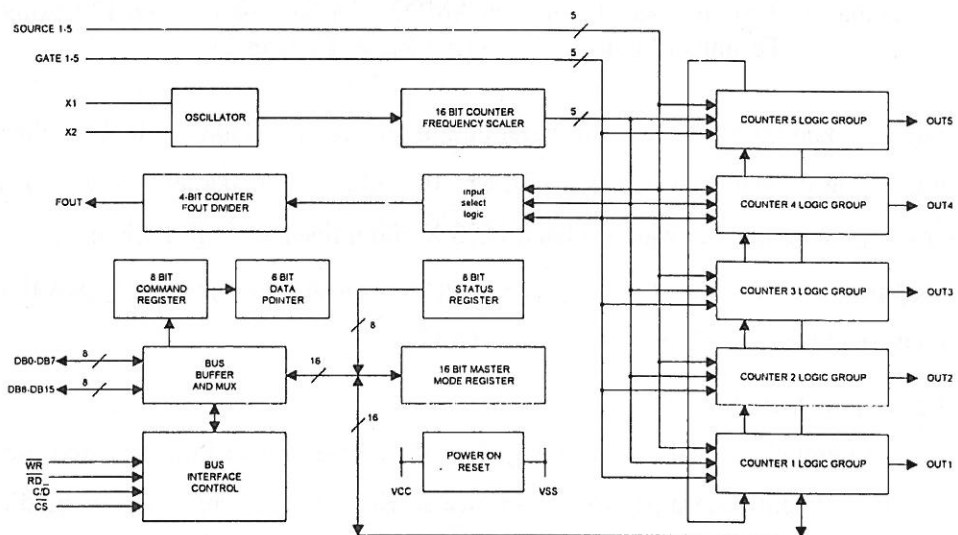 SOURCE 1-5
5
GATE 1-5
5
X1
X2
OSCILLATOR
16 BIT COUNTER
FREQUENCY SCALER
5
COUNTER 5 LOGIC GROUP
OUT5
FOUT
4-BIT COUNTER
FOUT DIVIDER
input
select
logic
COUNTER 4 LOGIC GROUP
OUT4
8 BIT
COMMAND
REGISTER
6 BIT
DATA
POINTER
8 BIT
STATUS
REGISTER
COUNTER 3 LOGIC GROUP
OUT3
8
DB0-DB7
8
DB8-DB15
8
BUS
BUFFER
AND MUX
16
16 BIT MASTER
MODE REGISTER
COUNTER 2 LOGIC GROUP
OUT2
16
WR
RD
C/D
CS
BUS
INTERFACE
CONTROL
POWER ON
RESET
VCC
VSS
COUNTER 1 LOGIC GROUP
OUT1